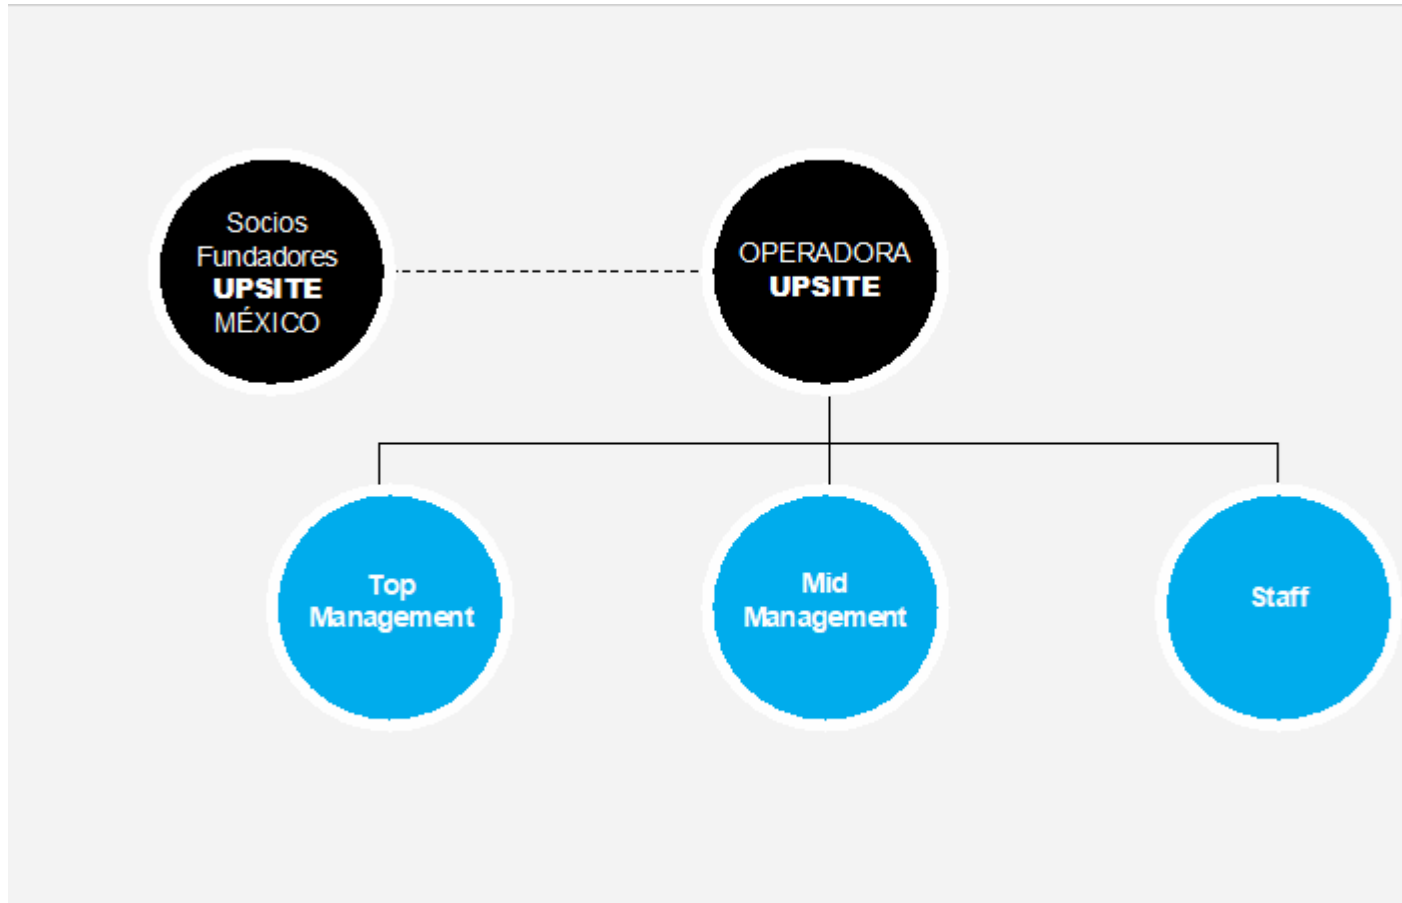 Socios
Fundadores
UPSITE
MÉXICO
OPERADORA
UPSITE
Top
Management
Mid
Management
Staff